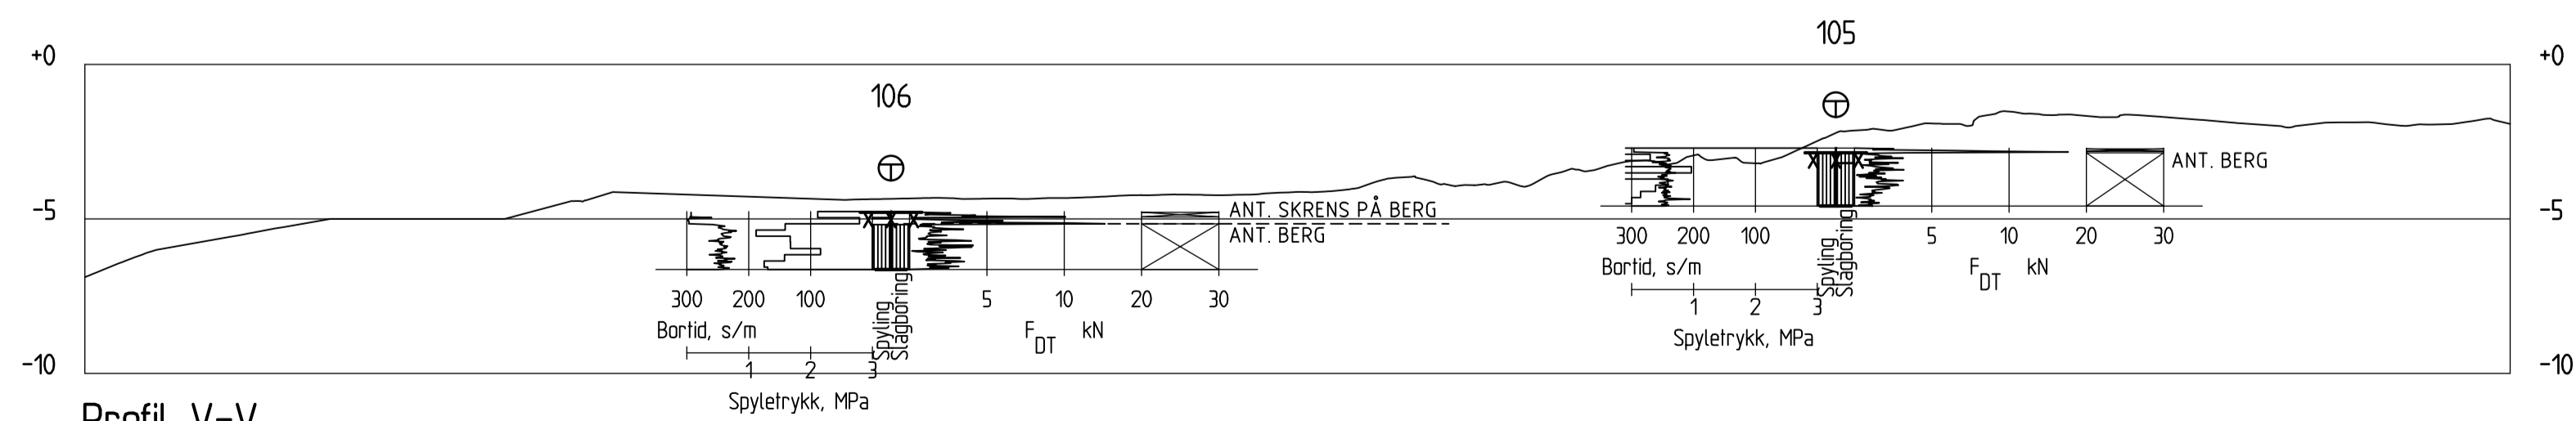 105
+0 +0
106
ANT. BERG
-5 ANT. SKRENS PÅ BERG -5
ANT. BERG
300 200 100 5 10 20 30
Bortid, s/m Spyling Slagboring F DT kN
1 2 3
Spyletrykk, MPa
300 200 100 5 10 20 30
Bortid, s/m Spyling Slagboring F DT kN
-10 1 2 3 -10
Spyletrykk, MPa
Profil V-V